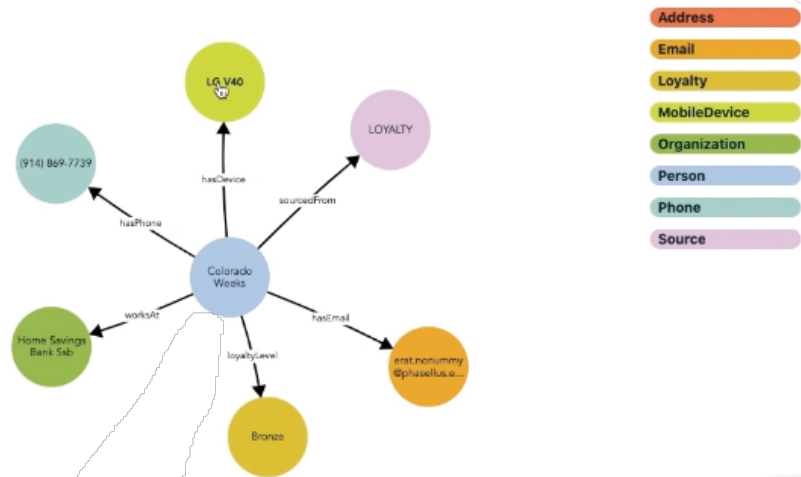 LG V40
LOYALTY
(914) 869-7739
hasDevice
sourcedFrom
hasPhone
Colorado
Weeks
worksAt
hasEmail
Home Savings
Bank Ssb
loyaltyLevel
erat.nonummy
@phasellus.e...
Bronze
Address
Email
Loyalty
MobileDevice
Organization
Person
Phone
Source